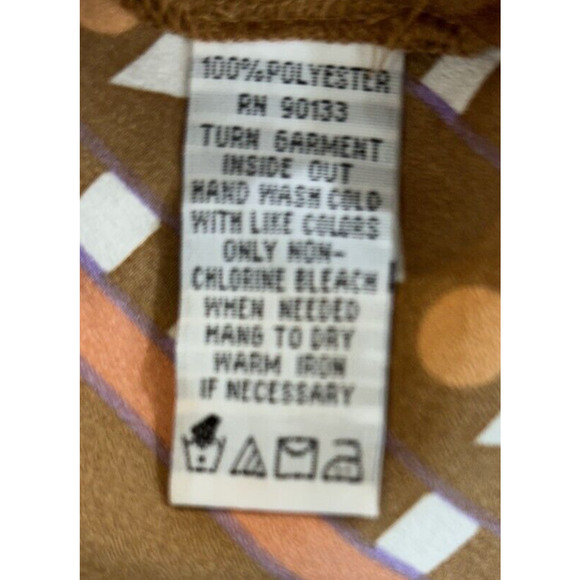 100%POLYESTER
RN 90133
TURN GARMENT
INSIDE OUT
HAND WASH COLD
WITH LIKE COLORS
ONLY NON-
CHLORINE BLEACH
WHEN NEEDED
HANG TO DRY
WARM IRON
IF NECESSARY